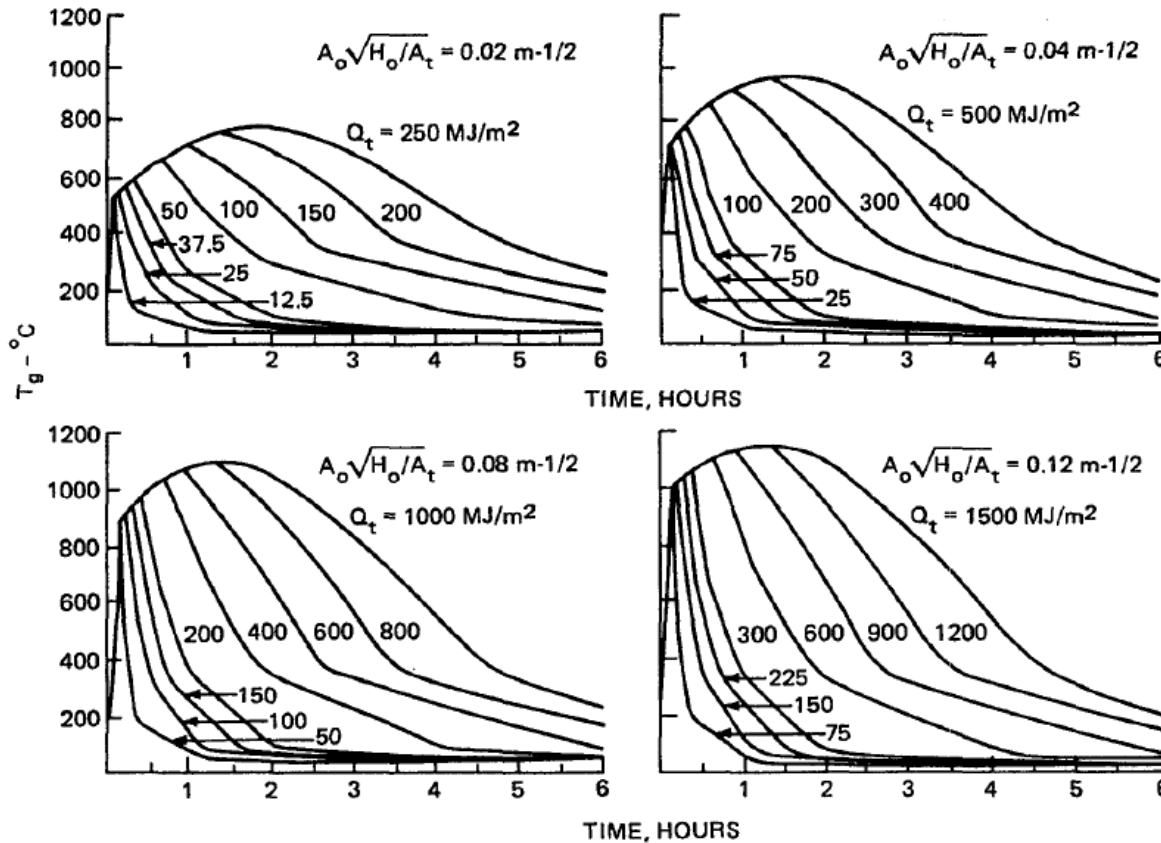 1200
1000
800
600
400
200
A_o√H_o/A_t = 0.02 m-1/2
Q_t = 250 MJ/m²
50 100 150 200
37.5
25
12.5
1 2 3 4 5 6
A_o√H_o/A_t = 0.04 m-1/2
Q_t = 500 MJ/m²
100 200 300 400
75
50
25
1 2 3 4 5 6
T_g - °C
TIME, HOURS
1200
1000
800
600
400
200
A_o√H_o/A_t = 0.08 m-1/2
Q_t = 1000 MJ/m²
200 400 600 800
150
100
50
1 2 3 4 5 6
A_o√H_o/A_t = 0.12 m-1/2
Q_t = 1500 MJ/m²
300 600 900 1200
225
150
75
1 2 3 4 5 6
TIME, HOURS